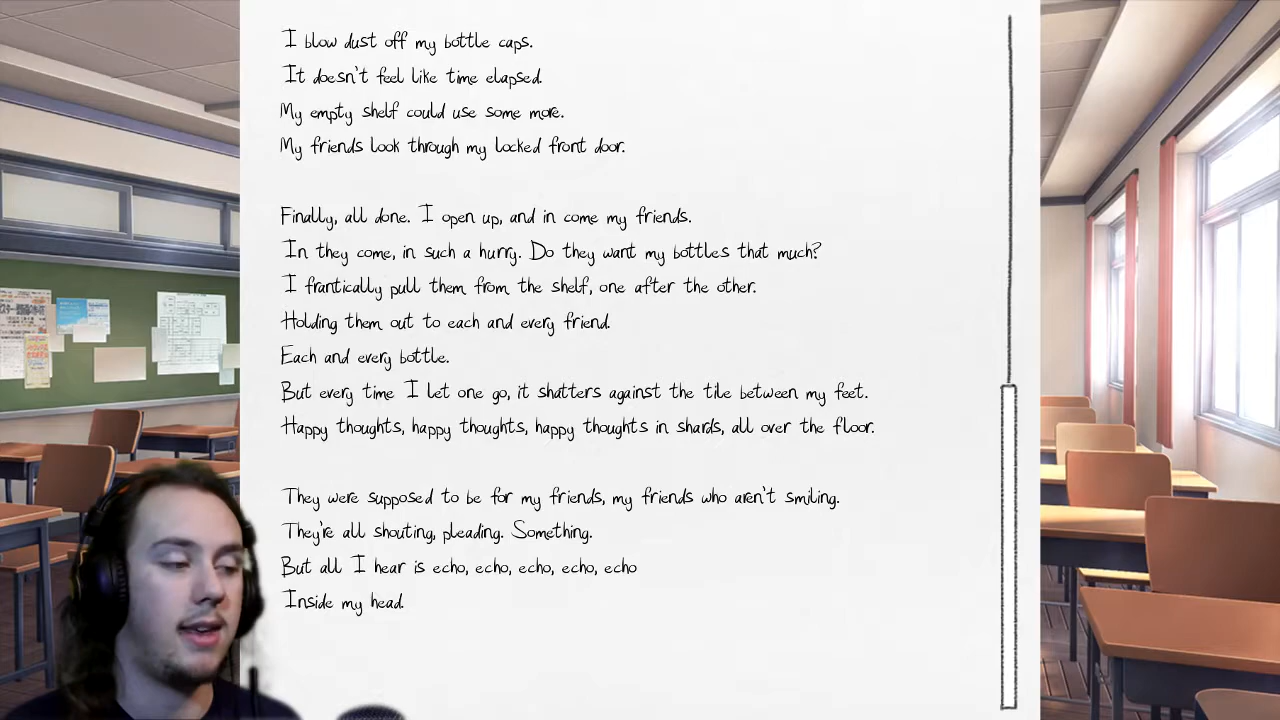 I blow dust off my bottle caps.
It doesn't feel like time elapsed.
My empty shelf could use some more.
My friends look through my locked front door.
Finally, all done. I open up, and in come my friends.
In they come, in such a hurry. Do they want my bottles that much?
I frantically pull them from the shelf, one after the other.
Holding them out to each and every friend.
Each and every bottle.
But every time I let one go, it shatters against the tile between my feet.
Happy thoughts, happy thoughts, happy thoughts in shards, all over the floor.
They were supposed to be for my friends, my friends who aren't smiling.
They're all shouting, pleading. Something.
But all I hear is echo, echo, echo, echo, echo
Inside my head.